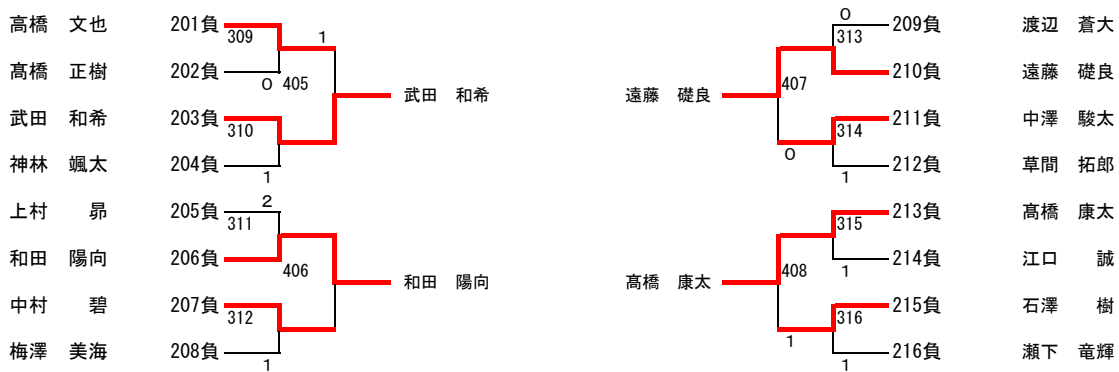 高橋　文也 201負 309 1 0 313 209負 渡辺　蒼大
髙橋　正樹 202負 0 405 407 210負 遠藤　礎良
武田　和希 遠藤　礎良
武田　和希 203負 310 314 211負 中澤　駿太
神林　颯太 204負 1 0 1 212負 草間　拓郎
上村　　昴 205負 2 311 315 213負 髙橋　康太
和田　陽向 206負 406 408 1 214負 江口　　誠
和田　陽向 髙橋　康太
中村　　碧 207負 312 316 215負 石澤　　樹
梅澤　美海 208負 1 1 1 216負 瀬下　竜輝